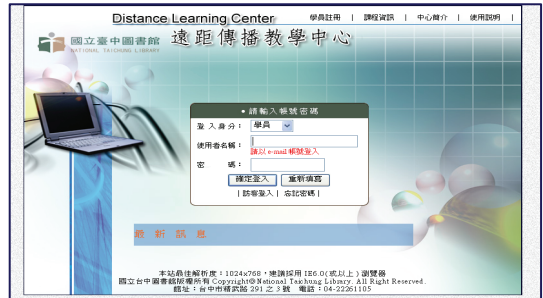 Distance Learning Center
學員註冊 | 課程資訊 | 中心簡介 | 使用說明 |
國立臺中圖書館
NATIONAL TAICHUNG LIBRARY
遠距傳播教學中心
•請輸入帳號密碼
登入身分： 學員
使用者名稱：
請以 e-mail 帳號登入
密 碼：
確定登入 重新填寫
| 訪客登入 | 忘記密碼 |
最 新 訊 息
本站最佳解析度：1024x768，建議採用 IE6.0(或以上)瀏覽器
國立台中圖書館版權所有 Copyright© National Taichung Library. All Right Reserved.
館址：台中市精武路 291 之 3 號 電話：04-22261105